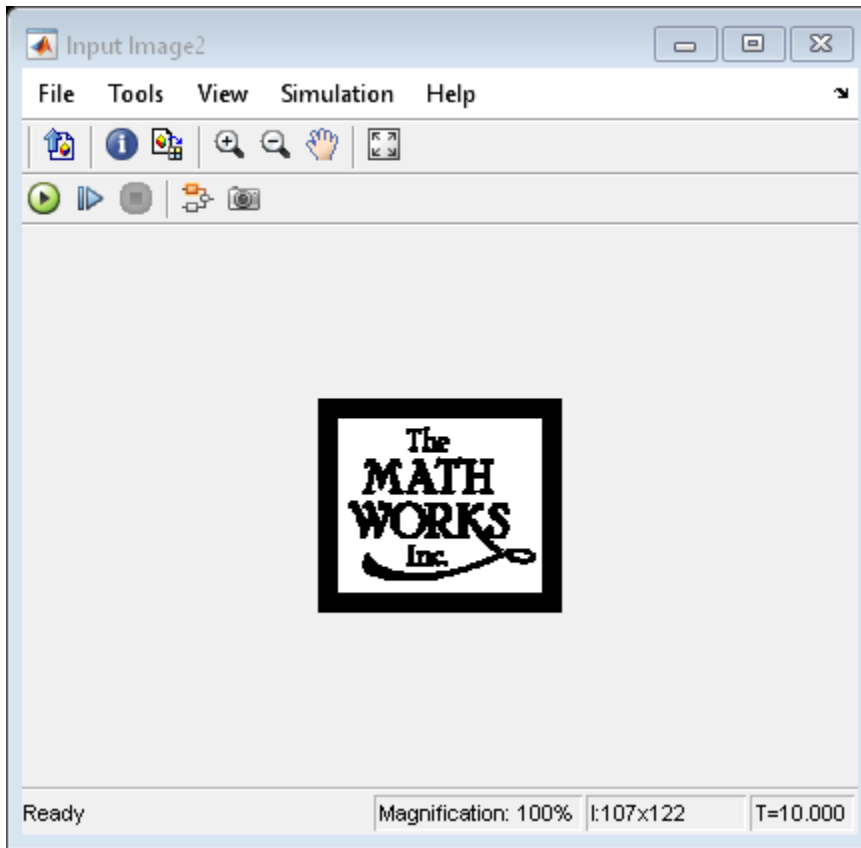 Input Image2
File Tools View Simulation Help
The
MATH
WORKS
Inc.
Ready Magnification: 100% I:107x122 T=10.000